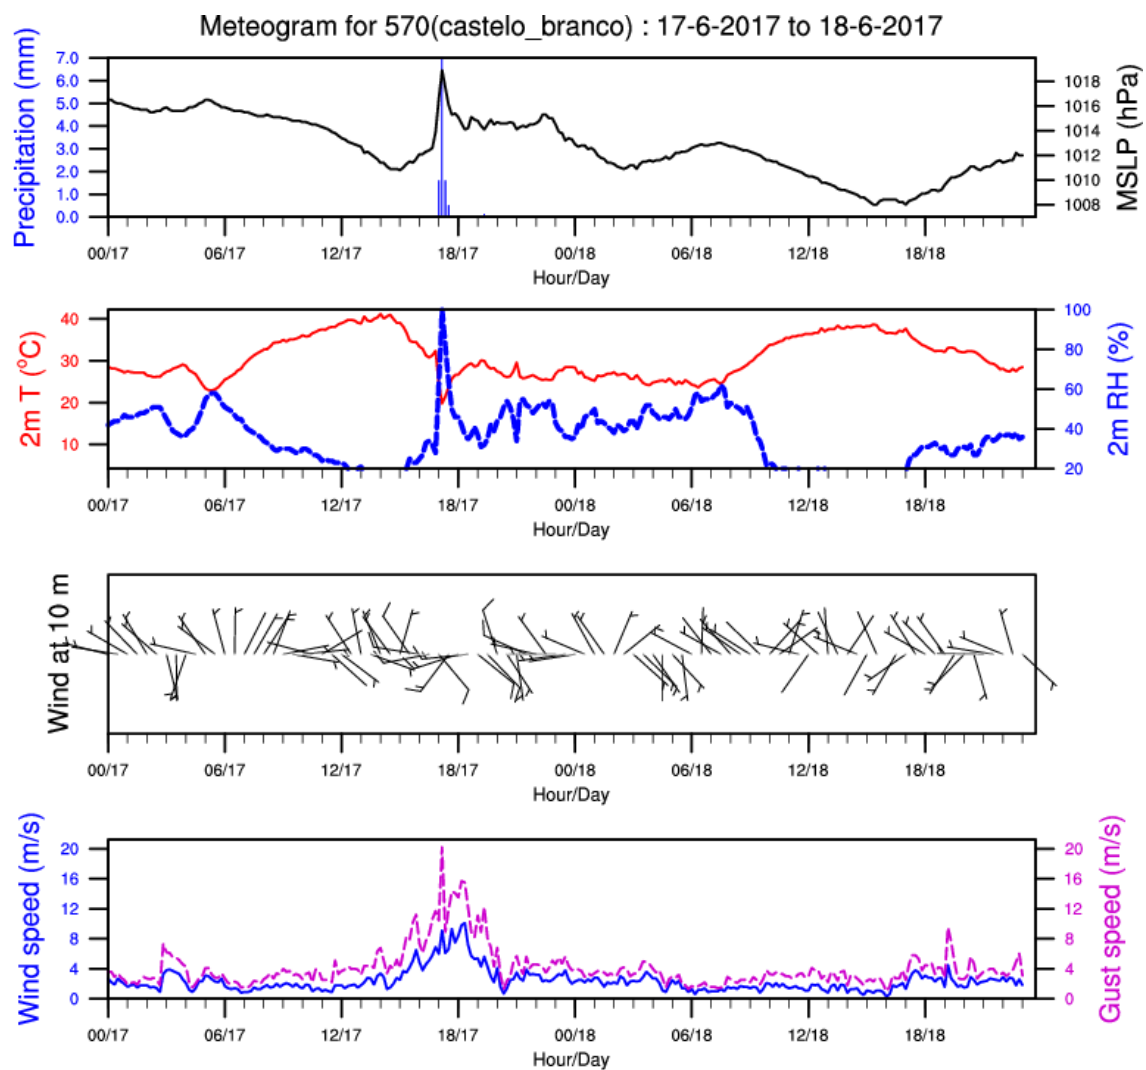 Meteogram for 570(castelo_branco) : 17-6-2017 to 18-6-2017
Precipitation (mm)
7.0
6.0
5.0
4.0
3.0
2.0
1.0
0.0
1018
1016
1014
1012
1010
1008
MSLP (hPa)
00/17 06/17 12/17 18/17 00/18 06/18 12/18 18/18
Hour/Day
2m T (°C)
40
30
20
10
100
80
60
40
20
2m RH (%)
00/17 06/17 12/17 18/17 00/18 06/18 12/18 18/18
Hour/Day
Wind at 10 m
00/17 06/17 12/17 18/17 00/18 06/18 12/18 18/18
Hour/Day
Wind speed (m/s)
20
16
12
8
4
0
20
16
12
8
4
0
Gust speed (m/s)
00/17 06/17 12/17 18/17 00/18 06/18 12/18 18/18
Hour/Day